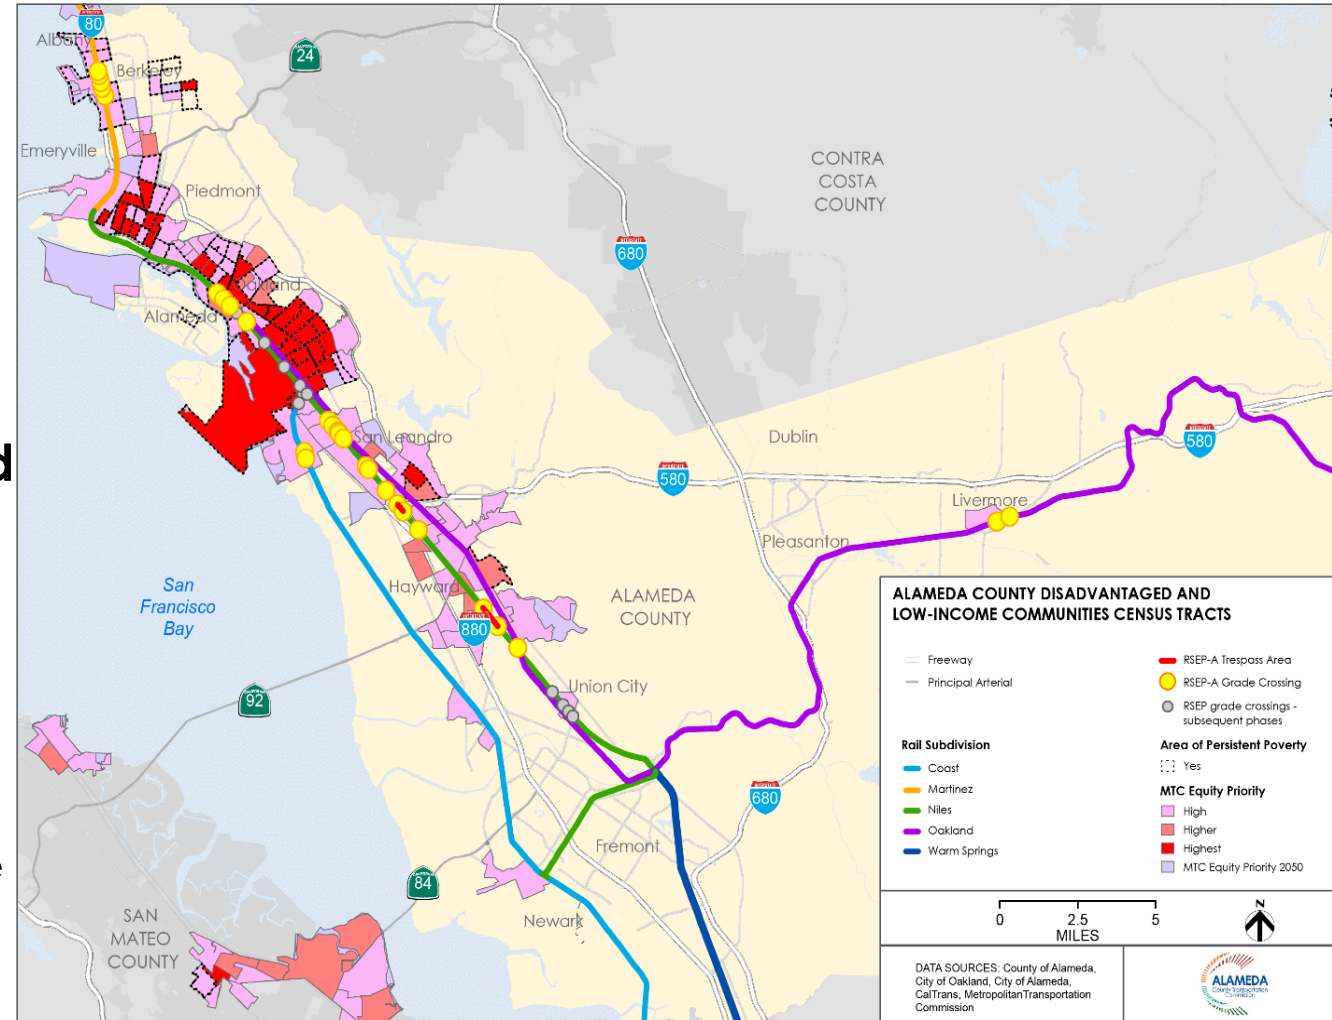 80
Albany
Berkeley
CALIFORNIA
24
Emeryville
Piedmont
CONTRA
COSTA
COUNTY
680
Oakland
Alameda
d
San Leandro
Dublin
580
580
Livermore
Pleasanton
San
Francisco
Bay
Hayward
ALAMEDA
COUNTY
880
Union City
92
680
Fremont
84
Newark
e
SAN
MATEO
COUNTY
ALAMEDA COUNTY DISADVANTAGED AND
LOW-INCOME COMMUNITIES CENSUS TRACTS
Freeway
Principal Arterial
RSEP-A Trespass Area
RSEP-A Grade Crossing
RSEP grade crossings -
subsequent phases
Rail Subdivision
Coast
Martinez
Niles
Oakland
Warm Springs
Area of Persistent Poverty
Yes
MTC Equity Priority
High
Higher
Highest
MTC Equity Priority 2050
0 2.5 5
MILES
N
DATA SOURCES: County of Alameda,
City of Oakland, City of Alameda,
CalTrans, MetropolitanTransportation
Commission
ALAMEDA
County Transportation
Commission